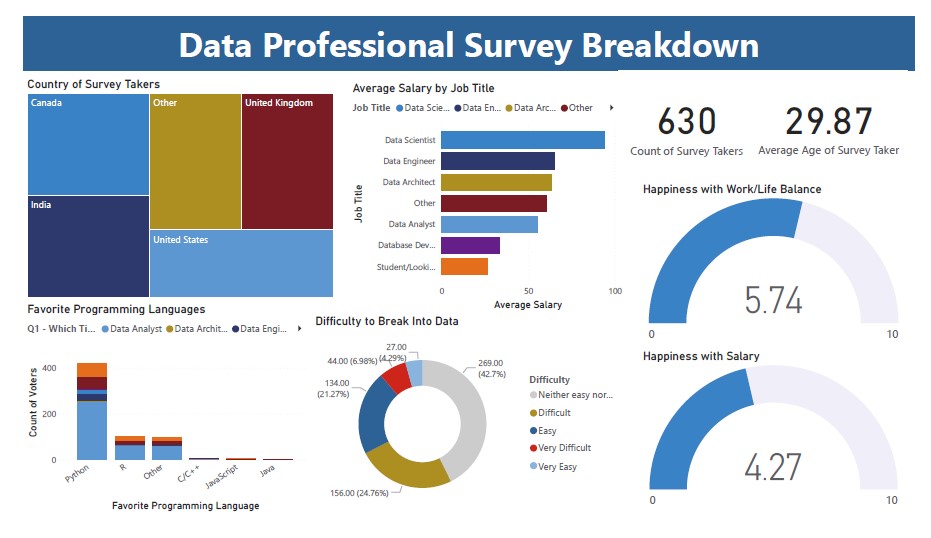 Data Professional Survey Breakdown
Country of Survey Takers
Canada
Other
United Kingdom
India
United States
Average Salary by Job Title
Job Title Data Scie... Data En... Data Arc... Other
Job Title
Data Scientist
Data Engineer
Data Architect
Other
Data Analyst
Database Dev...
Student/Looki...
0 50 100
Average Salary
630
Count of Survey Takers
29.87
Average Age of Survey Taker
Happiness with Work/Life Balance
5.74
0 10
Favorite Programming Languages
Q1 - Which Ti... Data Analyst Data Archit... Data Engi...
Count of Voters
400
200
0
Python R Other C/C++ JavaScript Java
Favorite Programming Language
Difficulty to Break Into Data
27.00
(4.29%)
44.00 (6.98%)
269.00
(42.7%)
134.00
(21.27%)
156.00 (24.76%)
Difficulty
Neither easy nor...
Difficult
Easy
Very Difficult
Very Easy
Happiness with Salary
4.27
0 10